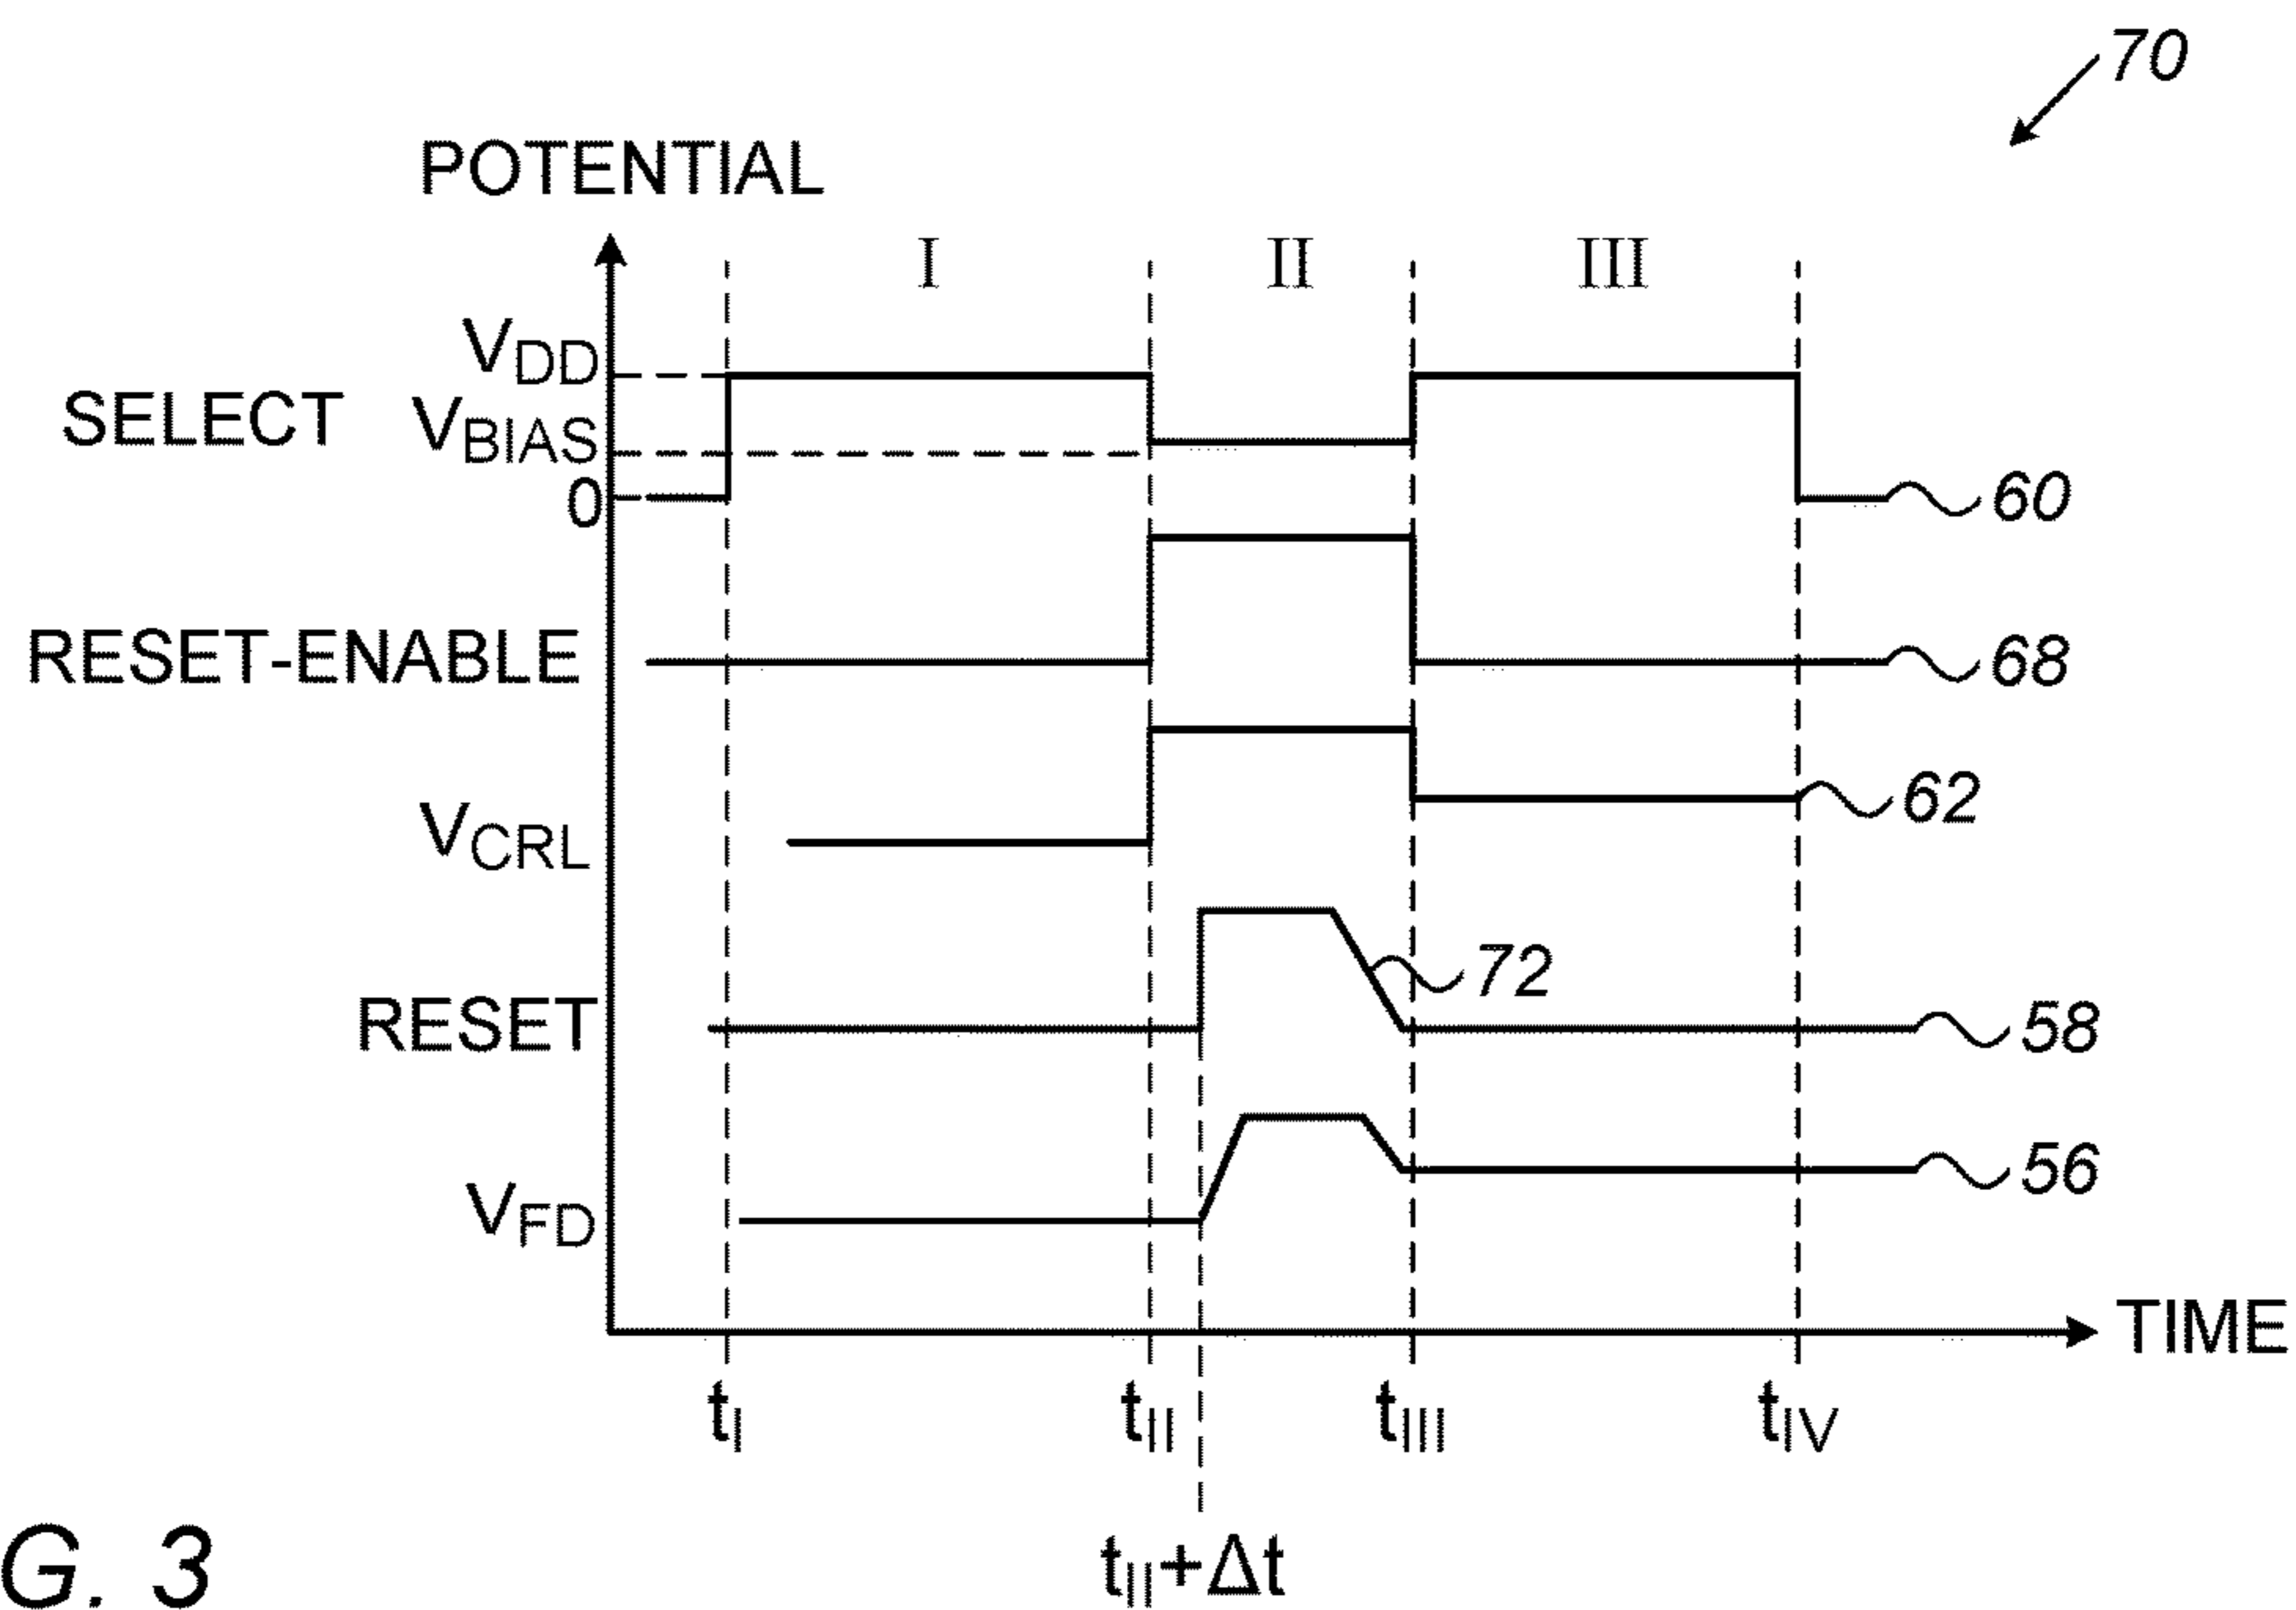 70
POTENTIAL
I II III
VDD
SELECT VBIAS
0
60
RESET-ENABLE 68
VCRL 62
72
RESET 58
VFD 56
TIME
tI tII tIII tIV
tII+Δt
G. 3